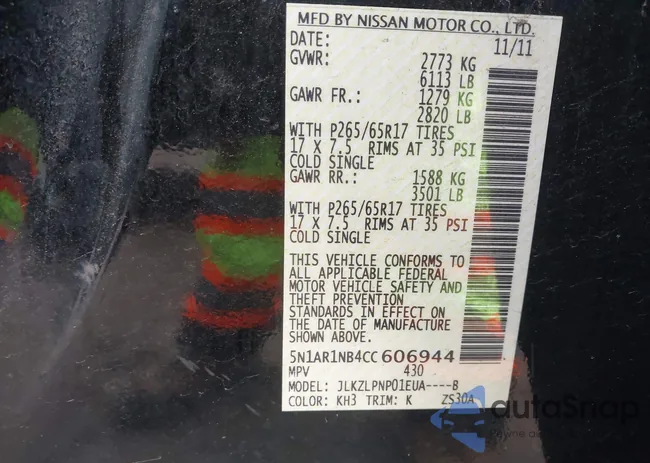 MFD BY NISSAN MOTOR CO., LTD.
DATE: 11/11
GVWR: 2773 KG
6113 LB
GAWR FR.: 1279 KG
2820 LB
WITH P265/65R17 TIRES
17 X 7.5 RIMS AT 35 PSI
COLD SINGLE
GAWR RR.: 1588 KG
3501 LB
WITH P265/65R17 TIRES
17 X 7.5 RIMS AT 35 PSI
COLD SINGLE
THIS VEHICLE CONFORMS TO
ALL APPLICABLE FEDERAL
MOTOR VEHICLE SAFETY AND
THEFT PREVENTION
STANDARDS IN EFFECT ON
THE DATE OF MANUFACTURE
SHOWN ABOVE.
5N1AR1NB4CC 606944
MPV 430
MODEL: JLKZLPNP01EUA----B
COLOR: KH3 TRIM: K ZS30A
autoSnap